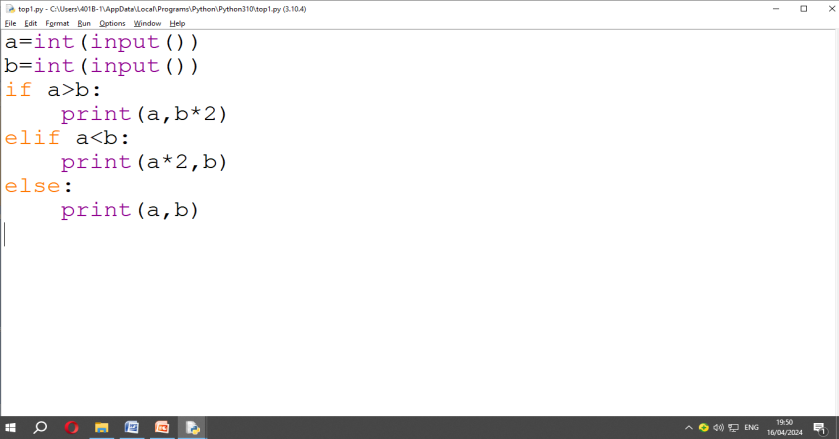 top1.py - C:\Users\401B-1\AppData\Local\Programs\Python\Python310\top1.py (3.10.4)
File Edit Format Run Options Window Help
a=int(input())
b=int(input())
if a>b:
    print(a,b*2)
elif a<b:
    print(a*2,b)
else:
    print(a,b)
ENG
19:50
16/04/2024
1